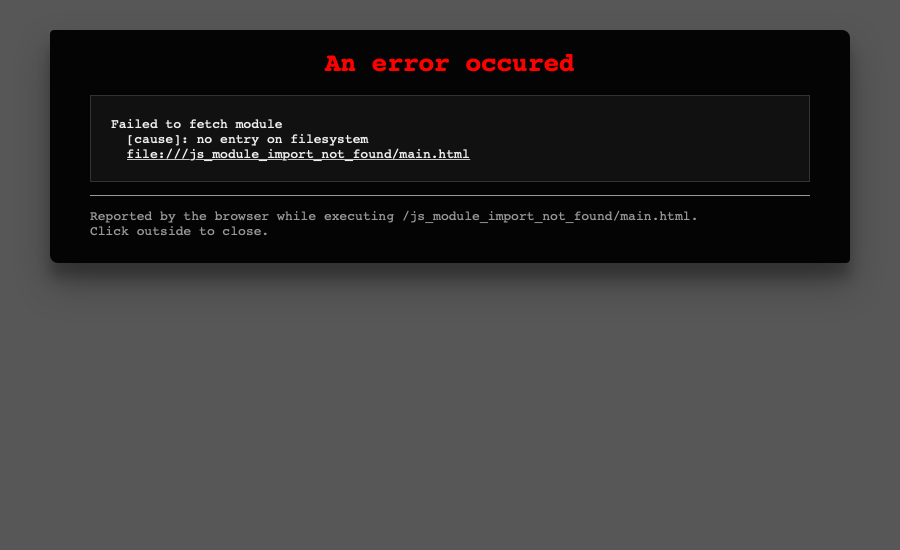 An error occured
Failed to fetch module
[cause]: no entry on filesystem
file:///js_module_import_not_found/main.html
Reported by the browser while executing /js_module_import_not_found/main.html.
Click outside to close.